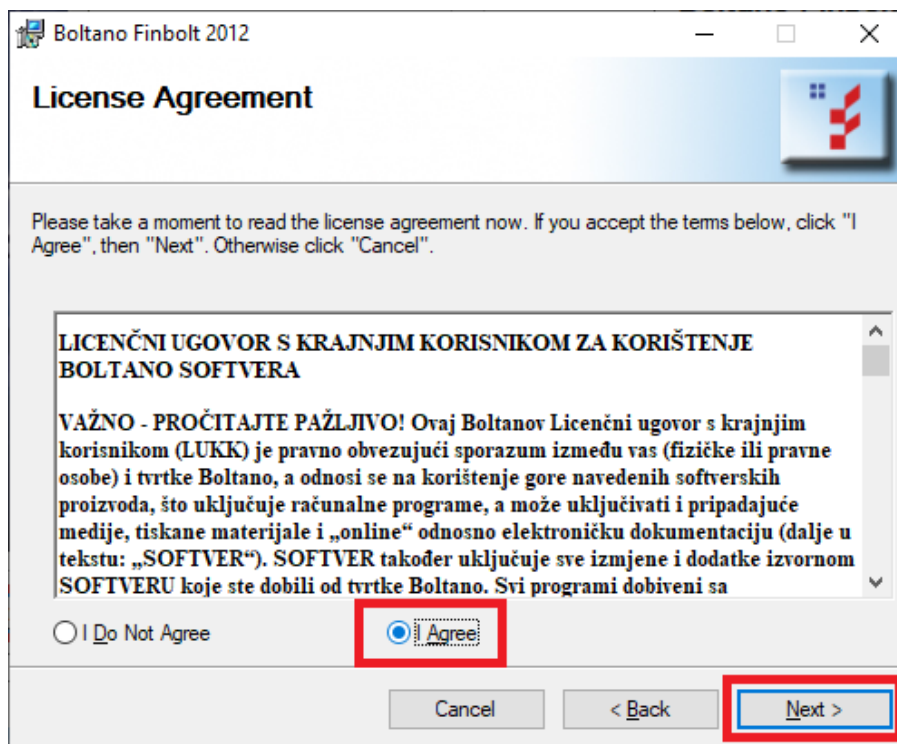 Boltano Finbolt 2012
License Agreement
Please take a moment to read the license agreement now. If you accept the terms below, click "I
Agree", then "Next". Otherwise click "Cancel".
LICENČNI UGOVOR S KRAJNJIM KORISNIKOM ZA KORIŠTENJE
BOLTANO SOFTVERA
VAŽNO - PROČITAJTE PAŽLJIVO! Ovaj Boltanov Licenčni ugovor s krajnjim
korisnikom (LUKK) je pravno obvezujući sporazum između vas (fizičke ili pravne
osobe) i tvrtke Boltano, a odnosi se na korištenje gore navedenih softverskih
proizvoda, što uključuje računalne programe, a može uključivati i pripadajuće
medije, tiskane materijale i „online“ odnosno elektroničku dokumentaciju (dalje u
tekstu: „SOFTVER“). SOFTVER također uključuje sve izmjene i dodatke izvornom
SOFTVERU koje ste dobili od tvrtke Boltano. Svi programi dobiveni sa
I Do Not Agree
I Agree
Cancel
< Back
Next >